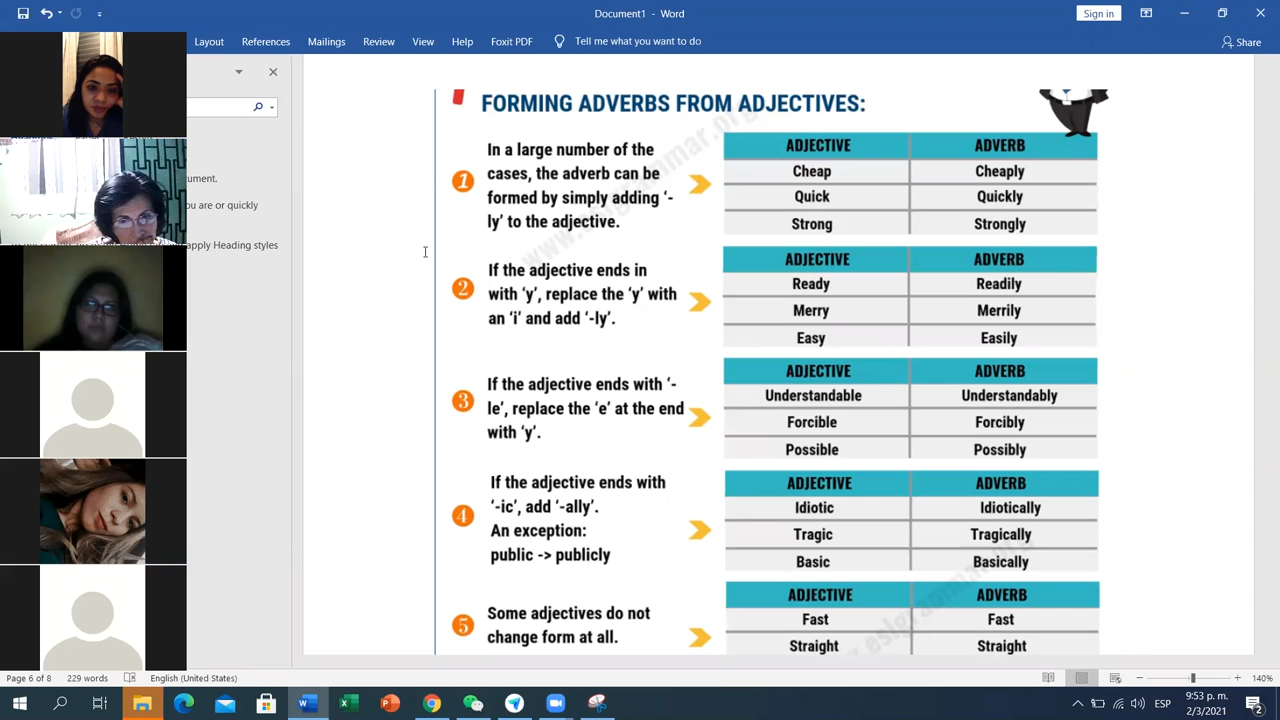 Document1 - Word
Sign in
Layout References Mailings Review View Help Foxit PDF Tell me what you want to do Share
cument.
ou are or quickly
apply Heading styles
FORMING ADVERBS FROM ADJECTIVES:
1 In a large number of the
cases, the adverb can be
formed by simply adding ‘-
ly’ to the adjective.
ADJECTIVE ADVERB
Cheap Cheaply
Quick Quickly
Strong Strongly
2 If the adjective ends in
with ‘y’, replace the ‘y’ with
an ‘i’ and add ‘-ly’.
ADJECTIVE ADVERB
Ready Readily
Merry Merrily
Easy Easily
3 If the adjective ends with ‘-
le’, replace the ‘e’ at the end
with ‘y’.
ADJECTIVE ADVERB
Understandable Understandably
Forcible Forcibly
Possible Possibly
4 If the adjective ends with
‘-ic’, add ‘-ally’.
An exception:
public -> publicly
ADJECTIVE ADVERB
Idiotic Idiotically
Tragic Tragically
Basic Basically
5 Some adjectives do not
change form at all.
ADJECTIVE ADVERB
Fast Fast
Straight Straight
www.eslgrammar.org
Page 6 of 8 229 words English (United States) 140%
ESP
9:53 p. m.
2/3/2021
2